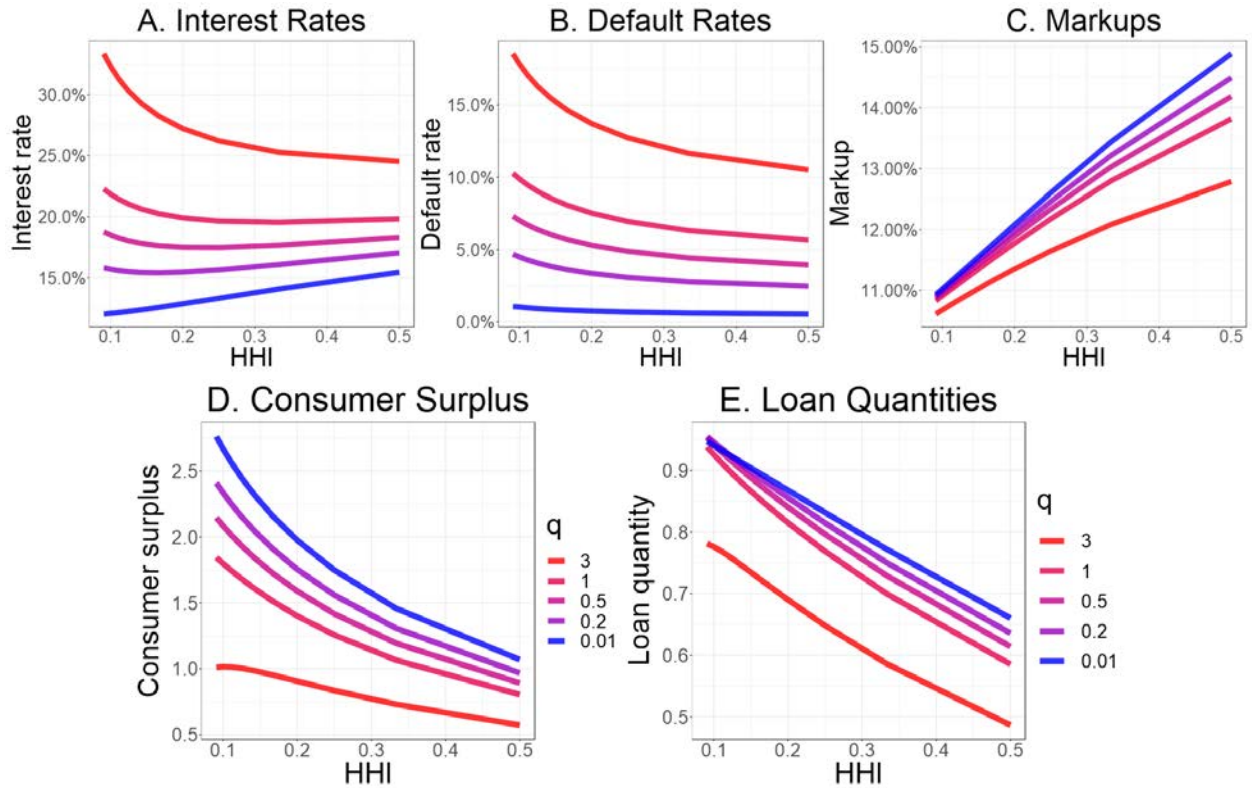 A. Interest Rates
Interest rate
30.0%
25.0%
20.0%
15.0%
0.1 0.2 0.3 0.4 0.5
HHI
B. Default Rates
Default rate
15.0%
10.0%
5.0%
0.0%
0.1 0.2 0.3 0.4 0.5
HHI
C. Markups
Markup
15.00%
14.00%
13.00%
12.00%
11.00%
0.1 0.2 0.3 0.4 0.5
HHI
D. Consumer Surplus
Consumer surplus
2.5
2.0
1.5
1.0
0.5
0.1 0.2 0.3 0.4 0.5
HHI
q
3
1
0.5
0.2
0.01
E. Loan Quantities
Loan quantity
0.9
0.8
0.7
0.6
0.5
0.1 0.2 0.3 0.4 0.5
HHI
q
3
1
0.5
0.2
0.01